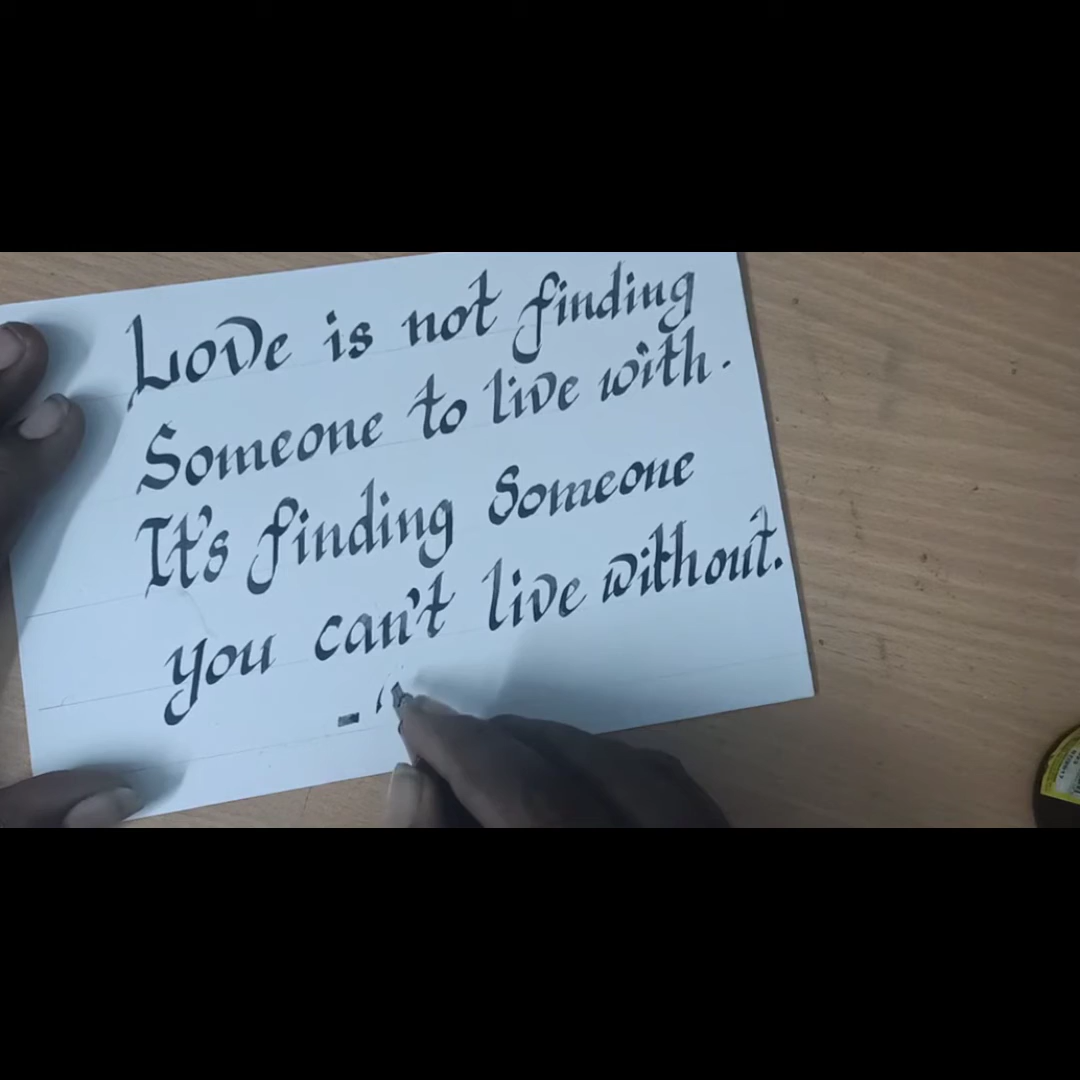 Love is not finding
Someone to live with.
It's finding Someone
you can't live without.
-